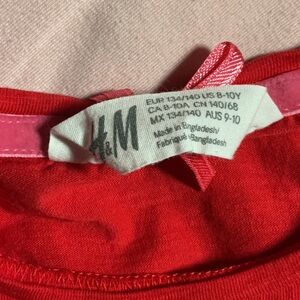 H&M
EUR 134/140 US 8-10Y
CA 8-10A CN 140/68
MX 134/140 AUS 9-10
Made in Bangladesh/
Fabriqué Bangladesh